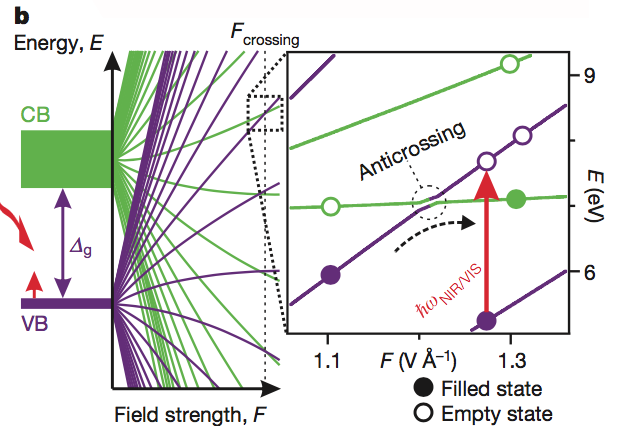 b
Energy, E
F crossing
CB
Δg
VB
Field strength, F
Anticrossing
ħω NIR/VIS
9
6
E (eV)
1.1
F (V Å⁻¹)
1.3
Filled state
Empty state